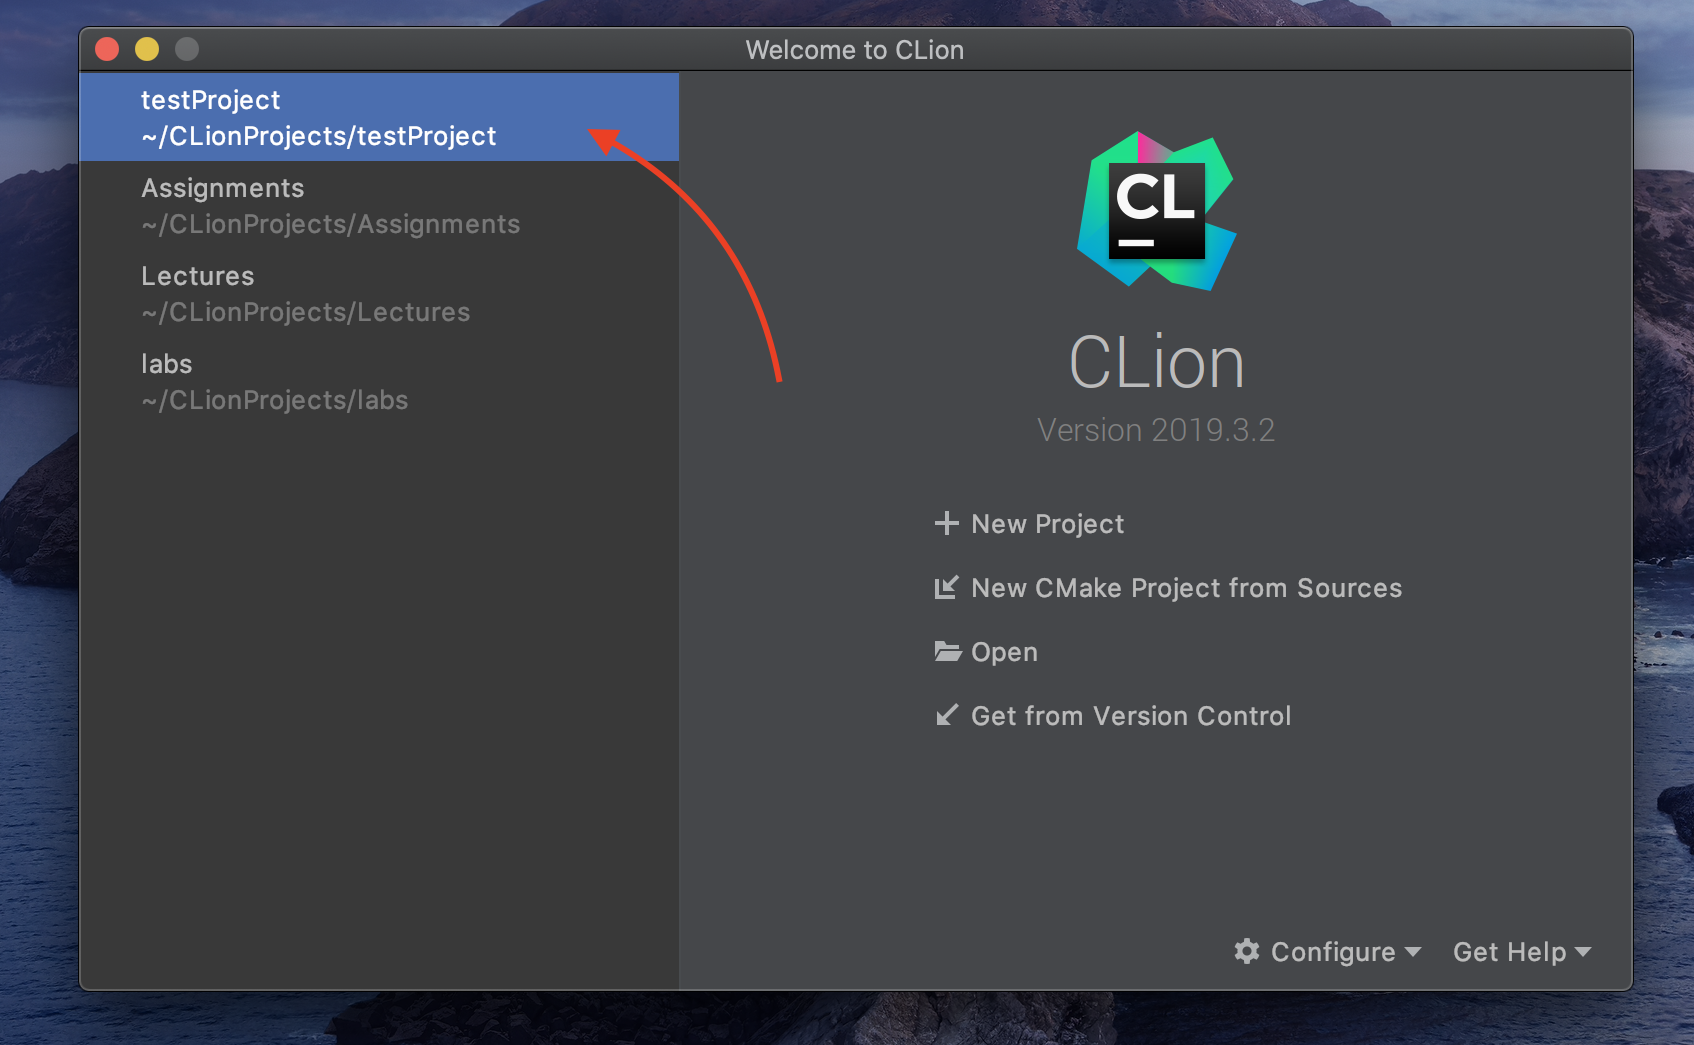 Welcome to CLion
testProject
~/CLionProjects/testProject
Assignments
~/CLionProjects/Assignments
Lectures
~/CLionProjects/Lectures
labs
~/CLionProjects/labs
CL
CLion
Version 2019.3.2
New Project
New CMake Project from Sources
Open
Get from Version Control
Configure
Get Help